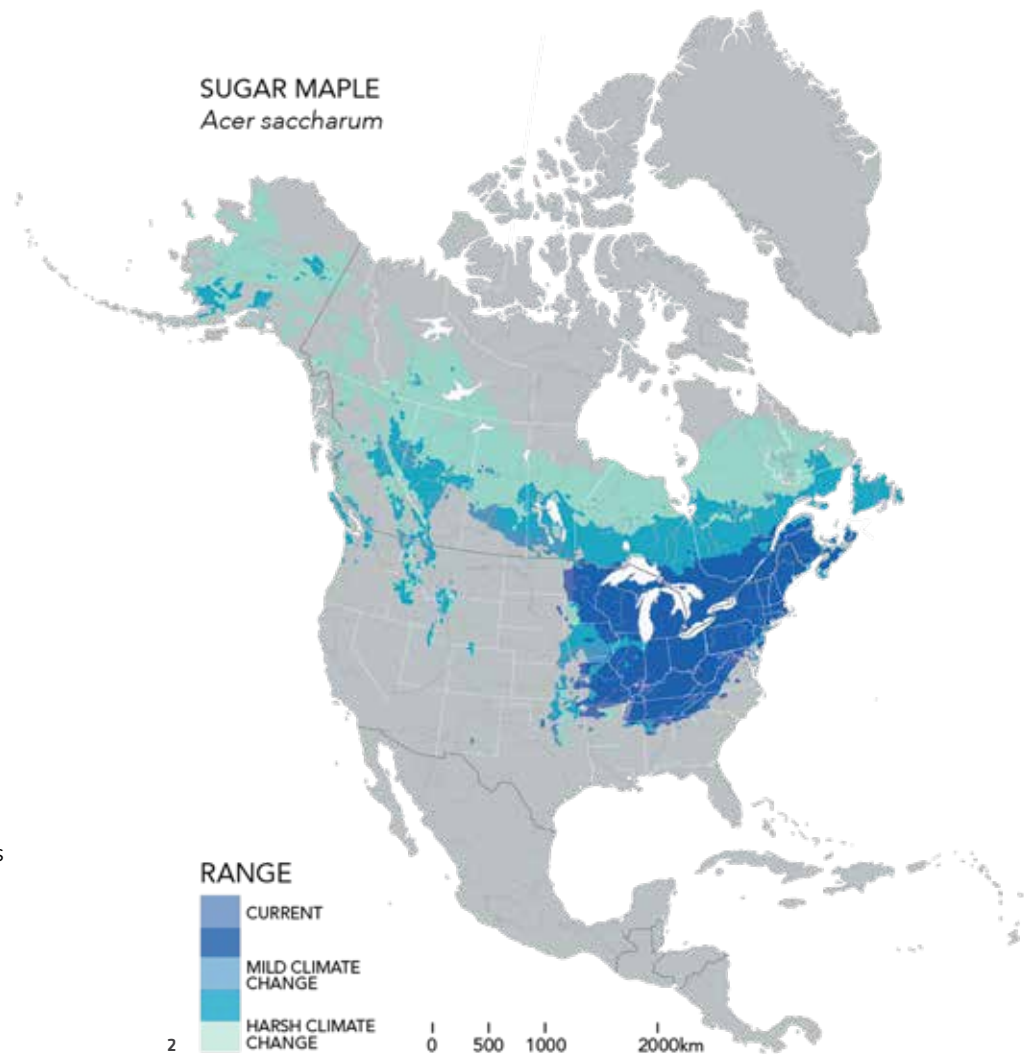 SUGAR MAPLE
Acer saccharum
s
RANGE
CURRENT
MILD CLIMATE
CHANGE
HARSH CLIMATE
CHANGE
2
0 500 1000 2000km